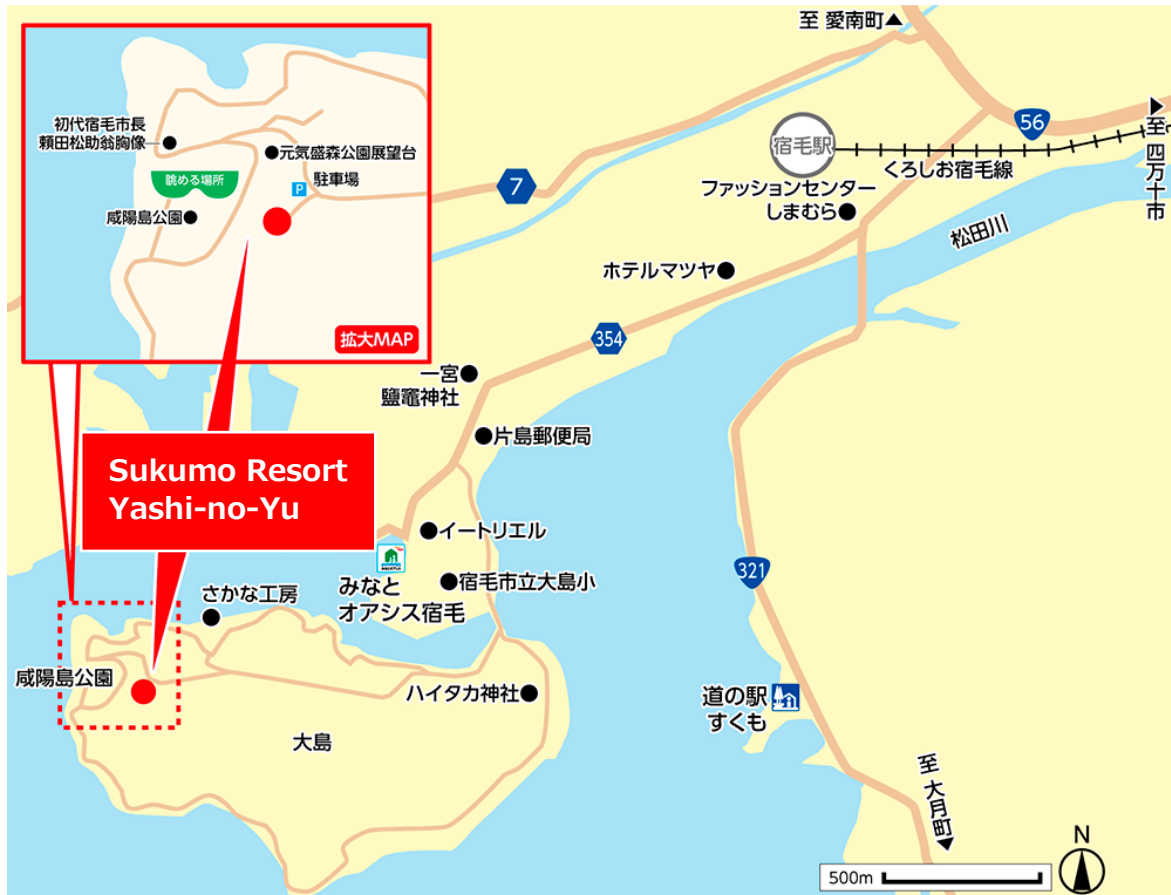 至 愛南町
初代宿毛市長
頼田松助翁胸像
元気盛森公園展望台
眺める場所
P
駐車場
咸陽島公園
拡大MAP
56
宿毛駅
くろしお宿毛線
至 四万十市
7
ファッションセンター
しまむら
松田川
ホテルマツヤ
354
一宮
鹽竈神社
片島郵便局
Sukumo Resort
Yashi-no-Yu
イートリエル
みなと
オアシス宿毛
宿毛市立大島小
321
さかな工房
咸陽島公園
ハイタカ神社
道の駅
すくも
大島
至 大月町
N
500m